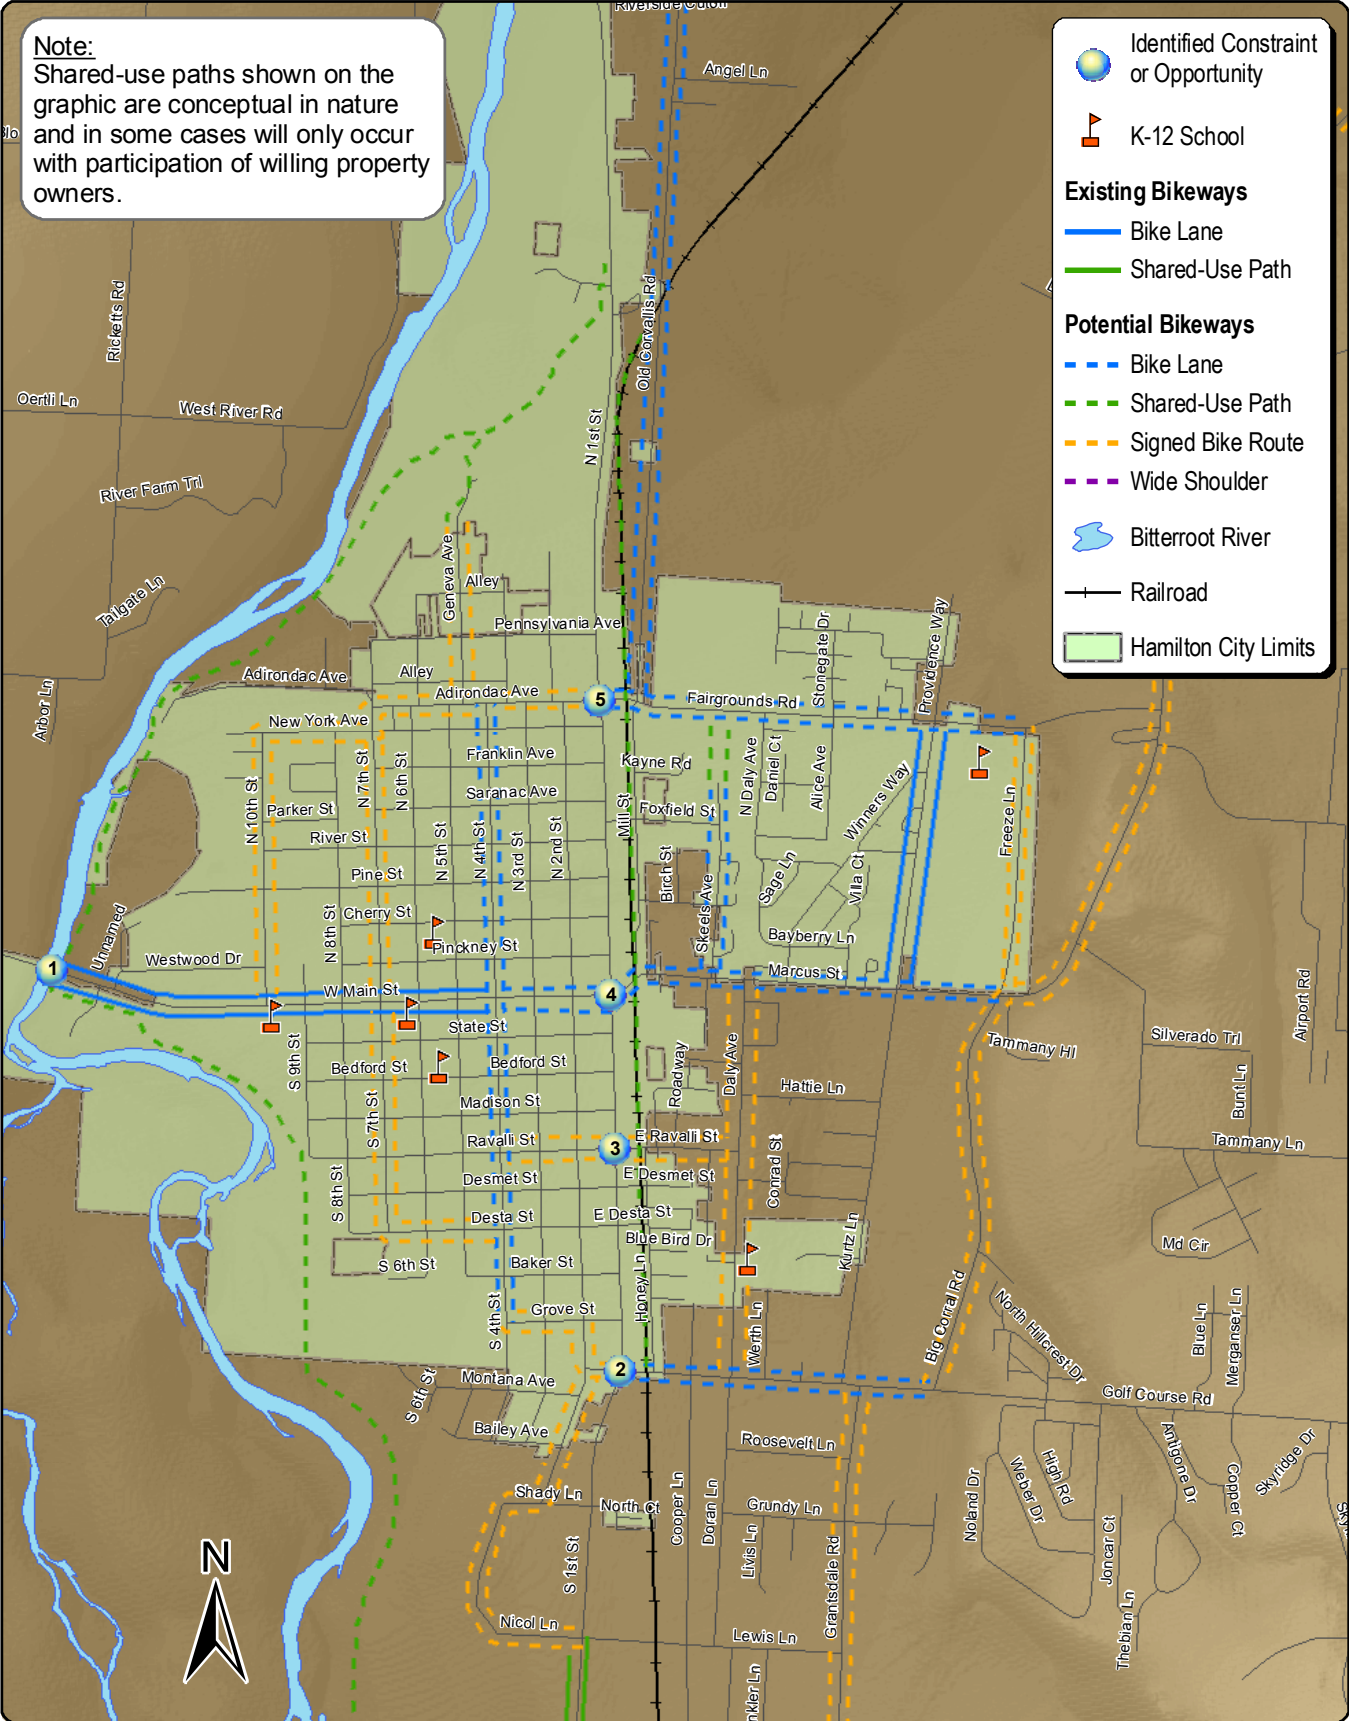 Note:
Shared-use paths shown on the
graphic are conceptual in nature
and in some cases will only occur
with participation of willing property
owners.
Identified Constraint
or Opportunity
K-12 School
Existing Bikeways
Bike Lane
Shared-Use Path
Potential Bikeways
Bike Lane
Shared-Use Path
Signed Bike Route
Wide Shoulder
Bitterroot River
Railroad
Hamilton City Limits
Angel Ln
Ricketts Rd
Old Corvallis Rd
Oertli Ln
West River Rd
N 1st St
River Farm Trl
Geneva Ave
Alley
Tailgate Ln
Pennsylvania Ave
Stonegate Dr
Providence Way
Adirondac Ave
Alley
Arbor Ln
Adirondac Ave
5
Fairgrounds Rd
New York Ave
Franklin Ave
Kayne Rd
N 7th St
N 6th St
N Daly Ave
Daniel Ct
Alice Ave
Winners Way
Saranac Ave
N 10th St
Parker St
Mill St
Foxfield St
Freeze Ln
River St
N 5th St
N 4th St
N 3rd St
N 2nd St
Pine St
Birch St
Sage Ln
Villa Ct
Cherry St
Skeels Ave
Unnamed
N 8th St
Pinckney St
Bayberry Ln
Westwood Dr
1
Marcus St
W Main St
4
Airport Rd
State St
Tammany Hl
Silverado Trl
S 9th St
Bedford St
Bedford St
Roadway
Daly Ave
Hattie Ln
Bunt Ln
Madison St
S 7th St
Ravalli St
3
E Ravalli St
Tammany Ln
Desmet St
E Desmet St
Conrad St
S 8th St
Desta St
E Desta St
Blue Bird Dr
Kurtz Ln
Md Cir
S 6th St
Baker St
Honey Ln
S 4th St
Grove St
Werth Ln
Big Corral Rd
North Hillcrest Dr
Blue Ln
Merganser Ln
2
Montana Ave
S 6th St
Golf Course Rd
Bailey Ave
Roosevelt Ln
Antigone Dr
Skyridge Dr
High Rd
Weber Dr
Copper Ct
Shady Ln
North Ct
Cooper Ln
Doran Ln
Grundy Ln
Noland Dr
N
S 1st St
Livis Ln
Grantsdale Rd
Joncar Ct
Nicol Ln
Lewis Ln
Thebian Ln